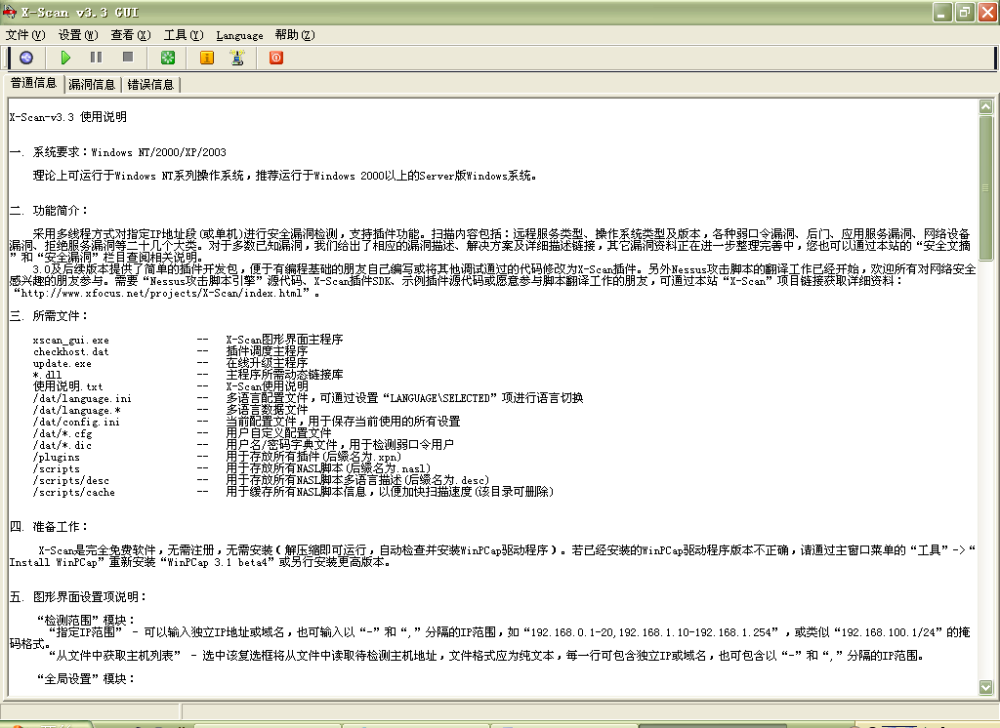 X-Scan v3.3 GUI
文件(V) 设置(W) 查看(X) 工具(Y) Language 帮助(Z)
普通信息 漏洞信息 错误信息
X-Scan-v3.3 使用说明
一. 系统要求：Windows NT/2000/XP/2003
理论上可运行于Windows NT系列操作系统，推荐运行于Windows 2000以上的Server版Windows系统。
二. 功能简介：
采用多线程方式对指定IP地址段(或单机)进行安全漏洞检测，支持插件功能。扫描内容包括：远程服务类型、操作系统类型及版本，各种弱口令漏洞、后门、应用服务漏洞、网络设备
漏洞、拒绝服务漏洞等二十几个大类。对于多数已知漏洞，我们给出了相应的漏洞描述、解决方案及详细描述链接，其它漏洞资料正在进一步整理完善中，您也可以通过本站的“安全文摘
”和“安全漏洞”栏目查阅相关说明。
3.0及后续版本提供了简单的插件开发包，便于有编程基础的朋友自己编写或将其他调试通过的代码修改为X-Scan插件。另外Nessus攻击脚本的翻译工作已经开始，欢迎所有对网络安全
感兴趣的朋友参与。需要“Nessus攻击脚本引擎”源代码、X-Scan插件SDK、示例插件源代码或愿意参与脚本翻译工作的朋友，可通过本站“X-Scan”项目链接获取详细资料：
“http://www.xfocus.net/projects/X-Scan/index.html”。
三. 所需文件：
xscan_gui.exe -- X-Scan图形界面主程序
checkhost.dat -- 插件调度主程序
update.exe -- 在线升级主程序
*.dll -- 主程序所需动态链接库
使用说明.txt -- X-Scan使用说明
/dat/language.ini -- 多语言配置文件，可通过设置“LANGUAGE\SELECTED”项进行语言切换
/dat/language.* -- 多语言数据文件
/dat/config.ini -- 当前配置文件，用于保存当前使用的所有设置
/dat/*.cfg -- 用户自定义配置文件
/dat/*.dic -- 用户名/密码字典文件，用于检测弱口令用户
/plugins -- 用于存放所有插件(后缀名为.xpn)
/scripts -- 用于存放所有NASL脚本(后缀名为.nasl)
/scripts/desc -- 用于存放所有NASL脚本多语言描述(后缀名为.desc)
/scripts/cache -- 用于缓存所有NASL脚本信息，以便加快扫描速度(该目录可删除)
四. 准备工作：
X-Scan是完全免费软件，无需注册，无需安装（解压缩即可运行，自动检查并安装WinPCap驱动程序）。若已经安装的WinPCap驱动程序版本不正确，请通过主窗口菜单的“工具”->“
Install WinPCap”重新安装“WinPCap 3.1 beta4”或另行安装更高版本。
五. 图形界面设置项说明：
“检测范围”模块：
“指定IP范围” - 可以输入独立IP地址或域名，也可输入以“-”和“,”分隔的IP范围，如“192.168.0.1-20,192.168.1.10-192.168.1.254”，或类似“192.168.100.1/24”的掩
码格式。
“从文件中获取主机列表” - 选中该复选框将从文件中读取待检测主机地址，文件格式应为纯文本，每一行可包含独立IP或域名，也可包含以“-”和“,”分隔的IP范围。
“全局设置”模块：